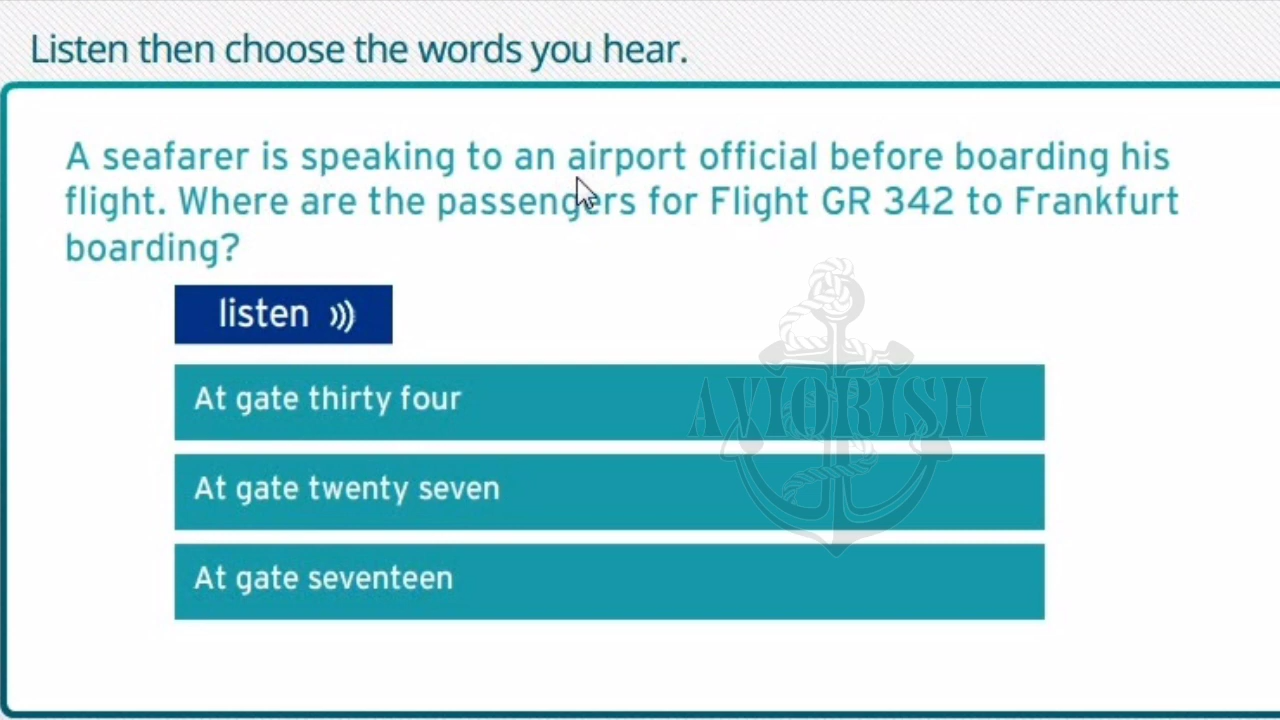 Listen then choose the words you hear.
A seafarer is speaking to an airport official before boarding his
flight. Where are the passengers for Flight GR 342 to Frankfurt
boarding?
listen
At gate thirty four
AVIORISH
At gate twenty seven
At gate seventeen